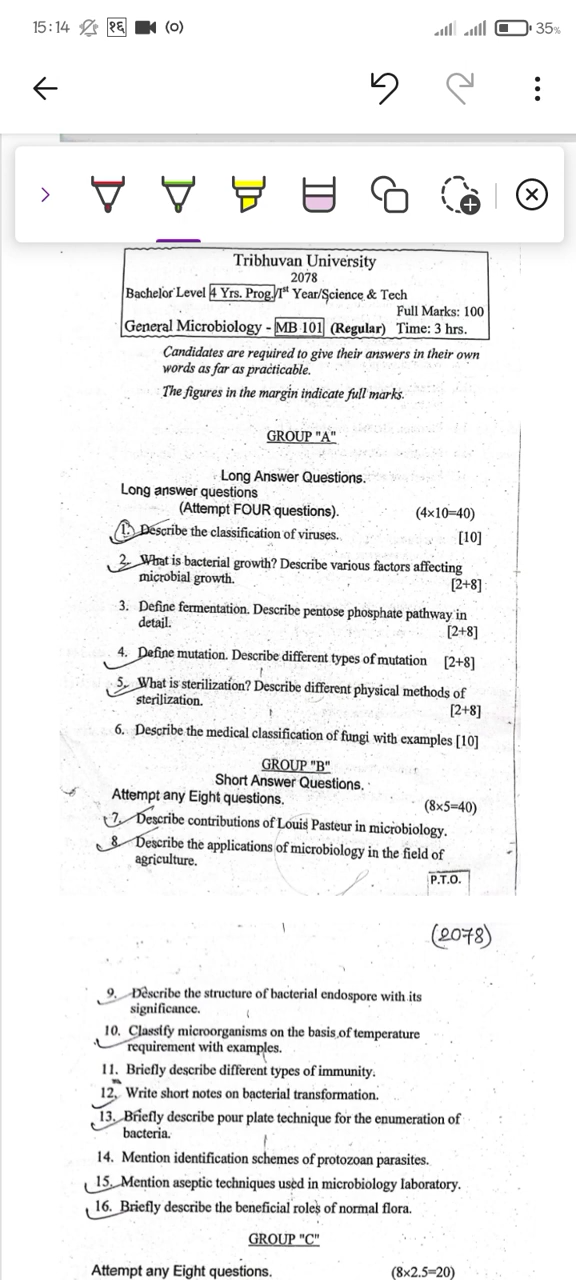 15:14 १६ 35%
Tribhuvan University
2078
Bachelor Level 4 Yrs. Prog./1st Year/Science & Tech
Full Marks: 100
General Microbiology - MB 101 (Regular) Time: 3 hrs.
Candidates are required to give their answers in their own
words as far as practicable.
The figures in the margin indicate full marks.
GROUP "A"
Long Answer Questions.
Long answer questions
(Attempt FOUR questions). (4×10=40)
1. Describe the classification of viruses. [10]
2. What is bacterial growth? Describe various factors affecting
microbial growth. [2+8]
3. Define fermentation. Describe pentose phosphate pathway in
detail. [2+8]
4. Define mutation. Describe different types of mutation [2+8]
5. What is sterilization? Describe different physical methods of
sterilization. [2+8]
6. Describe the medical classification of fungi with examples [10]
GROUP "B"
Short Answer Questions.
Attempt any Eight questions. (8×5=40)
7. Describe contributions of Louis Pasteur in microbiology.
8. Describe the applications of microbiology in the field of
agriculture.
P.T.O.
(2078)
9. Describe the structure of bacterial endospore with its
significance.
10. Classify microorganisms on the basis of temperature
requirement with examples.
11. Briefly describe different types of immunity.
12. Write short notes on bacterial transformation.
13. Briefly describe pour plate technique for the enumeration of
bacteria.
14. Mention identification schemes of protozoan parasites.
15. Mention aseptic techniques used in microbiology laboratory.
16. Briefly describe the beneficial roles of normal flora.
GROUP "C"
Attempt any Eight questions. (8×2.5=20)